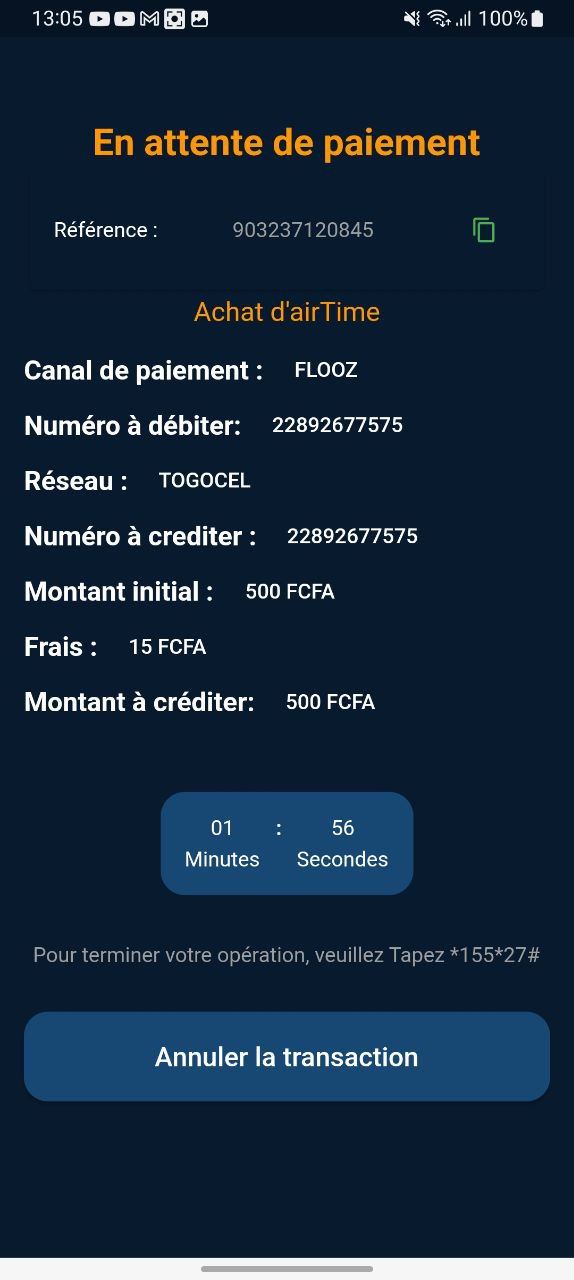 13:05 100%
En attente de paiement
Référence : 903237120845
Achat d'airTime
Canal de paiement : FLOOZ
Numéro à débiter: 22892677575
Réseau : TOGOCEL
Numéro à crediter : 22892677575
Montant initial : 500 FCFA
Frais : 15 FCFA
Montant à créditer: 500 FCFA
01 : 56
Minutes Secondes
Pour terminer votre opération, veuillez Tapez *155*27#
Annuler la transaction